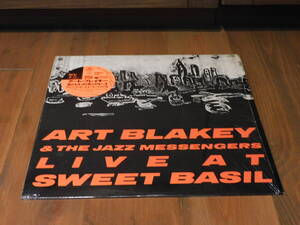 ART BLAKEY
& THE JAZZ MESSENGERS
LIVE AT
SWEET BASIL